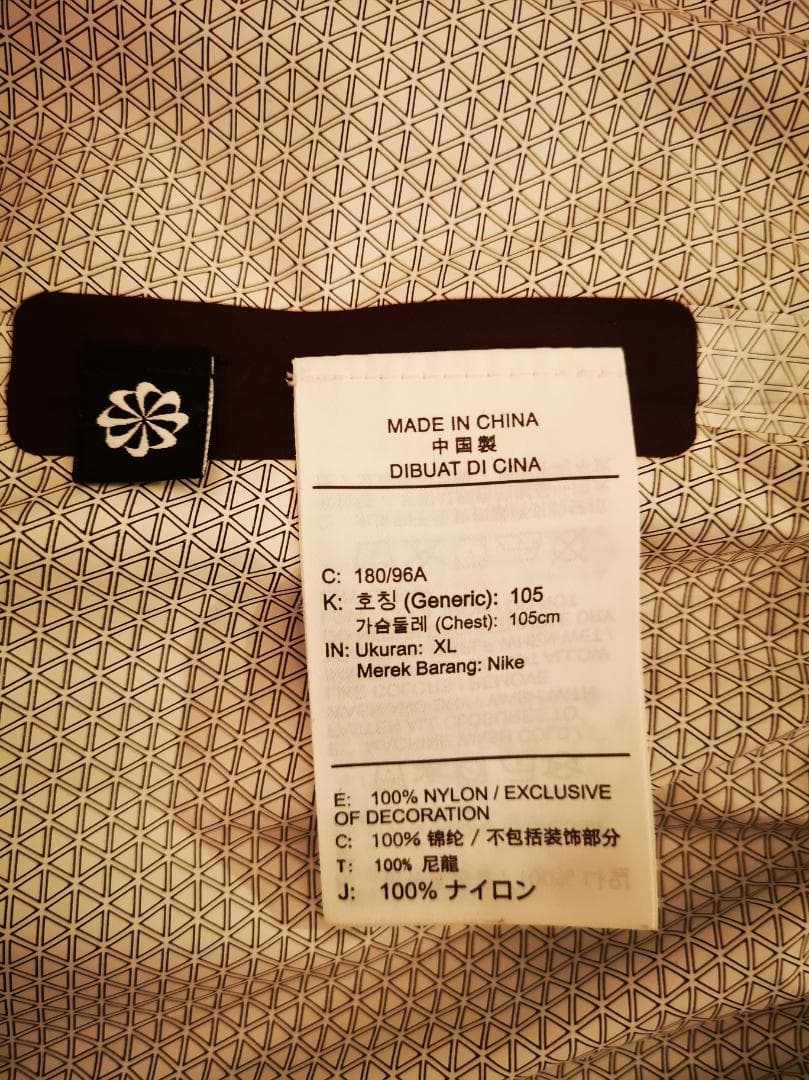 MADE IN CHINA
中国製
DIBUAT DI CINA
C: 180/96A
K: 호칭 (Generic): 105
가슴둘레 (Chest): 105cm
IN: Ukuran: XL
Merek Barang: Nike
E: 100% NYLON / EXCLUSIVE
OF DECORATION
C: 100% 锦纶 / 不包括装饰部分
T: 100% 尼龍
J: 100% ナイロン